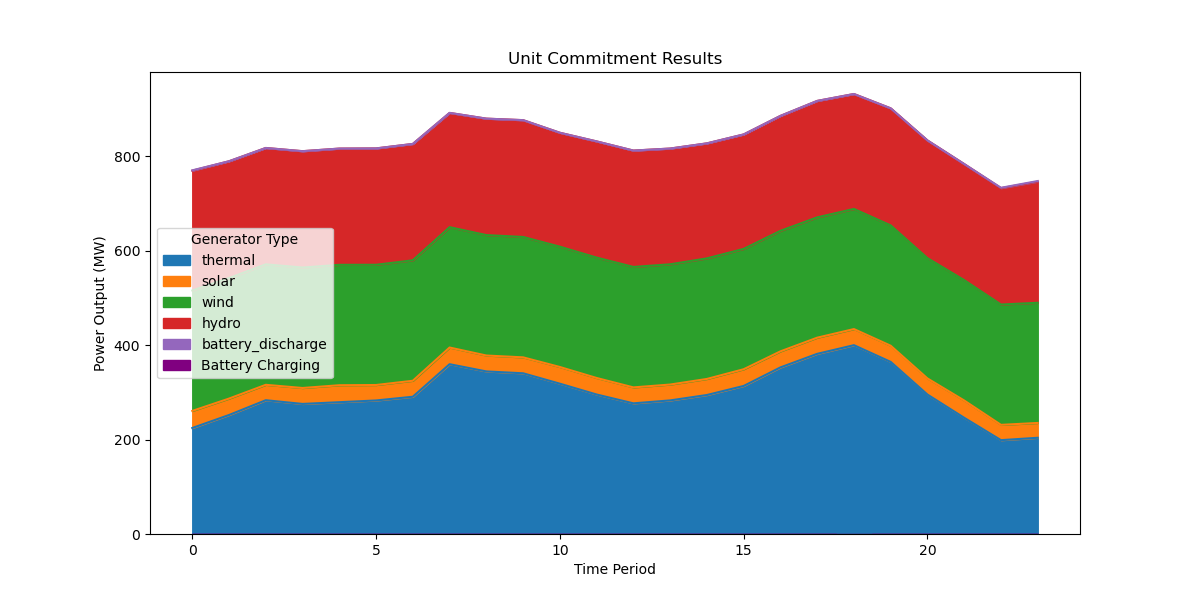 Unit Commitment Results
Power Output (MW)
800
600
400
200
0
Generator Type
thermal
solar
wind
hydro
battery_discharge
Battery Charging
0 5 10 15 20
Time Period